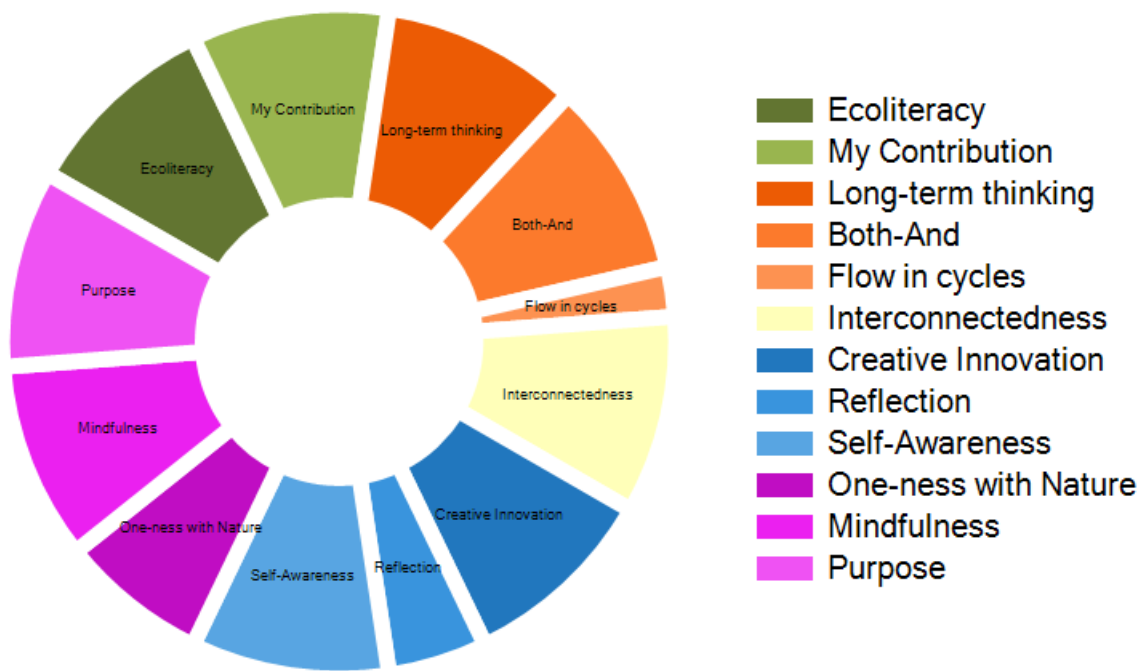 My Contribution
Long-term thinking
Ecoliteracy
Both-And
Purpose
Flow in cycles
Interconnectedness
Mindfulness
Creative Innovation
One-ness with Nature
Reflection
Self-Awareness
Ecoliteracy
My Contribution
Long-term thinking
Both-And
Flow in cycles
Interconnectedness
Creative Innovation
Reflection
Self-Awareness
One-ness with Nature
Mindfulness
Purpose